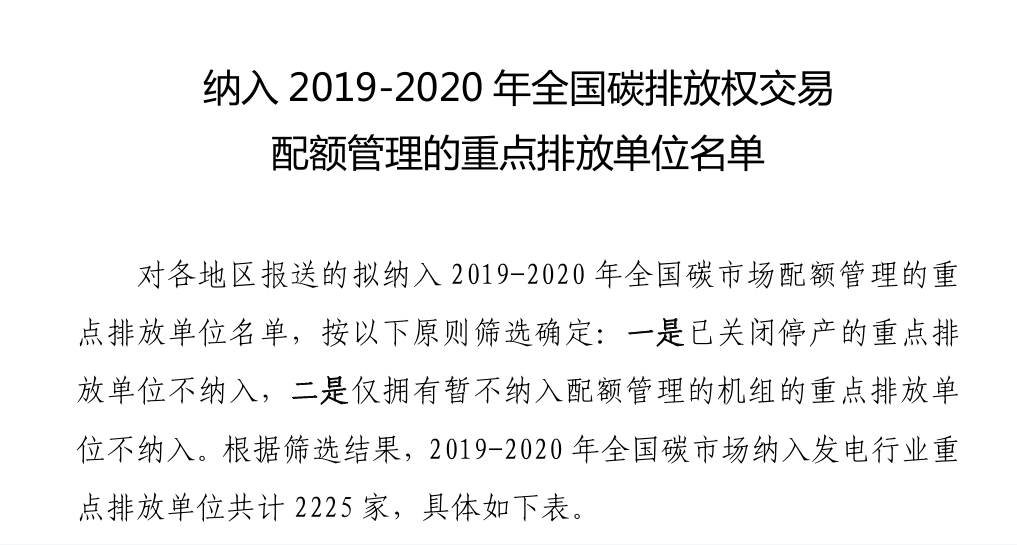 纳入 2019-2020 年全国碳排放权交易
配额管理的重点排放单位名单
对各地区报送的拟纳入 2019-2020 年全国碳市场配额管理的重
点排放单位名单，按以下原则筛选确定：一是已关闭停产的重点排
放单位不纳入，二是仅拥有暂不纳入配额管理的机组的重点排放单
位不纳入。根据筛选结果，2019-2020 年全国碳市场纳入发电行业重
点排放单位共计 2225 家，具体如下表。